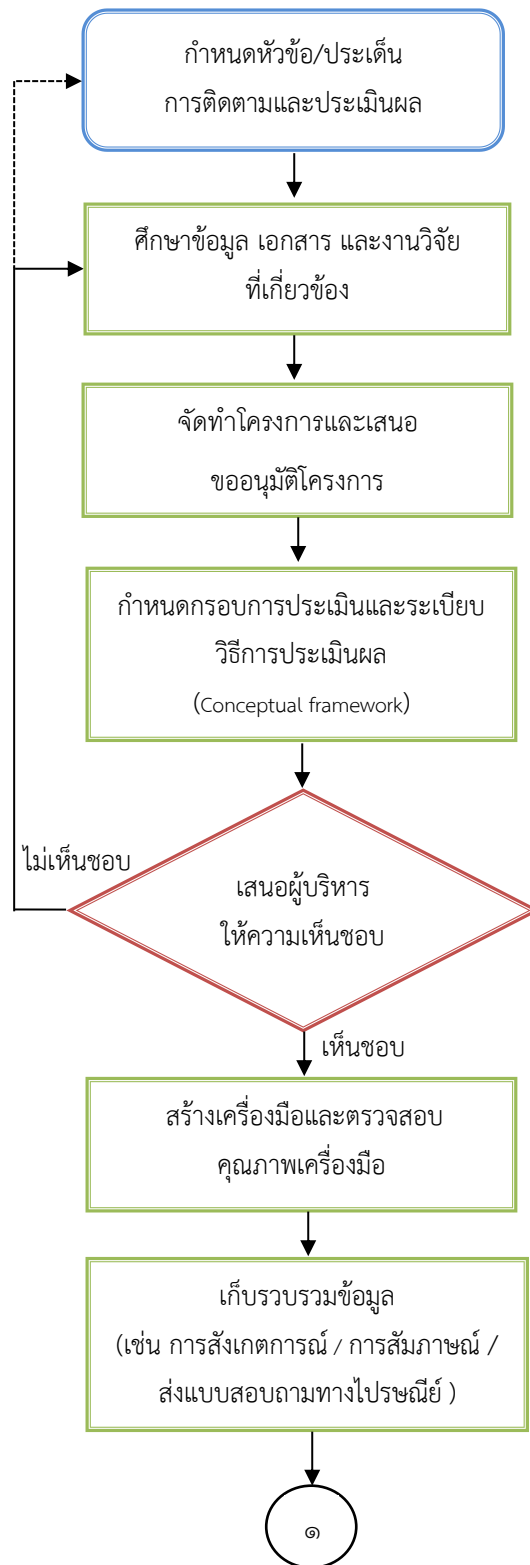 กำหนดหัวข้อ/ประเด็น
การติดตามและประเมินผล
ศึกษาข้อมูล เอกสาร และงานวิจัย
ที่เกี่ยวข้อง
จัดทำโครงการและเสนอ
ขออนุมัติโครงการ
กำหนดกรอบการประเมินและระเบียบ
วิธีการประเมินผล
(Conceptual framework)
ไม่เห็นชอบ
เสนอผู้บริหาร
ให้ความเห็นชอบ
เห็นชอบ
สร้างเครื่องมือและตรวจสอบ
คุณภาพเครื่องมือ
เก็บรวบรวมข้อมูล
(เช่น การสังเกตการณ์ / การสัมภาษณ์ /
ส่งแบบสอบถามทางไปรษณีย์ )
๑